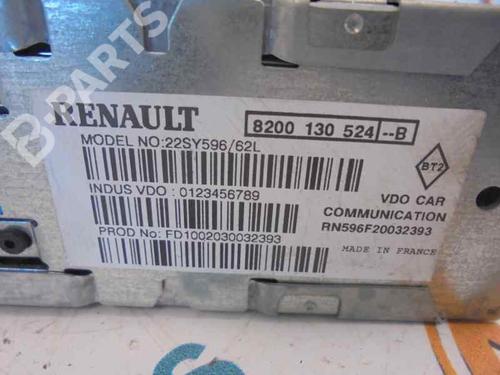 B-PARTS
RENAULT
8200 130 524 --B
MODEL NO:22SY596/62L
BT2
INDUS VDO : 0123456789
VDO CAR
COMMUNICATION
RN596F20032393
PROD No: FD1002030032393
MADE IN FRANCE